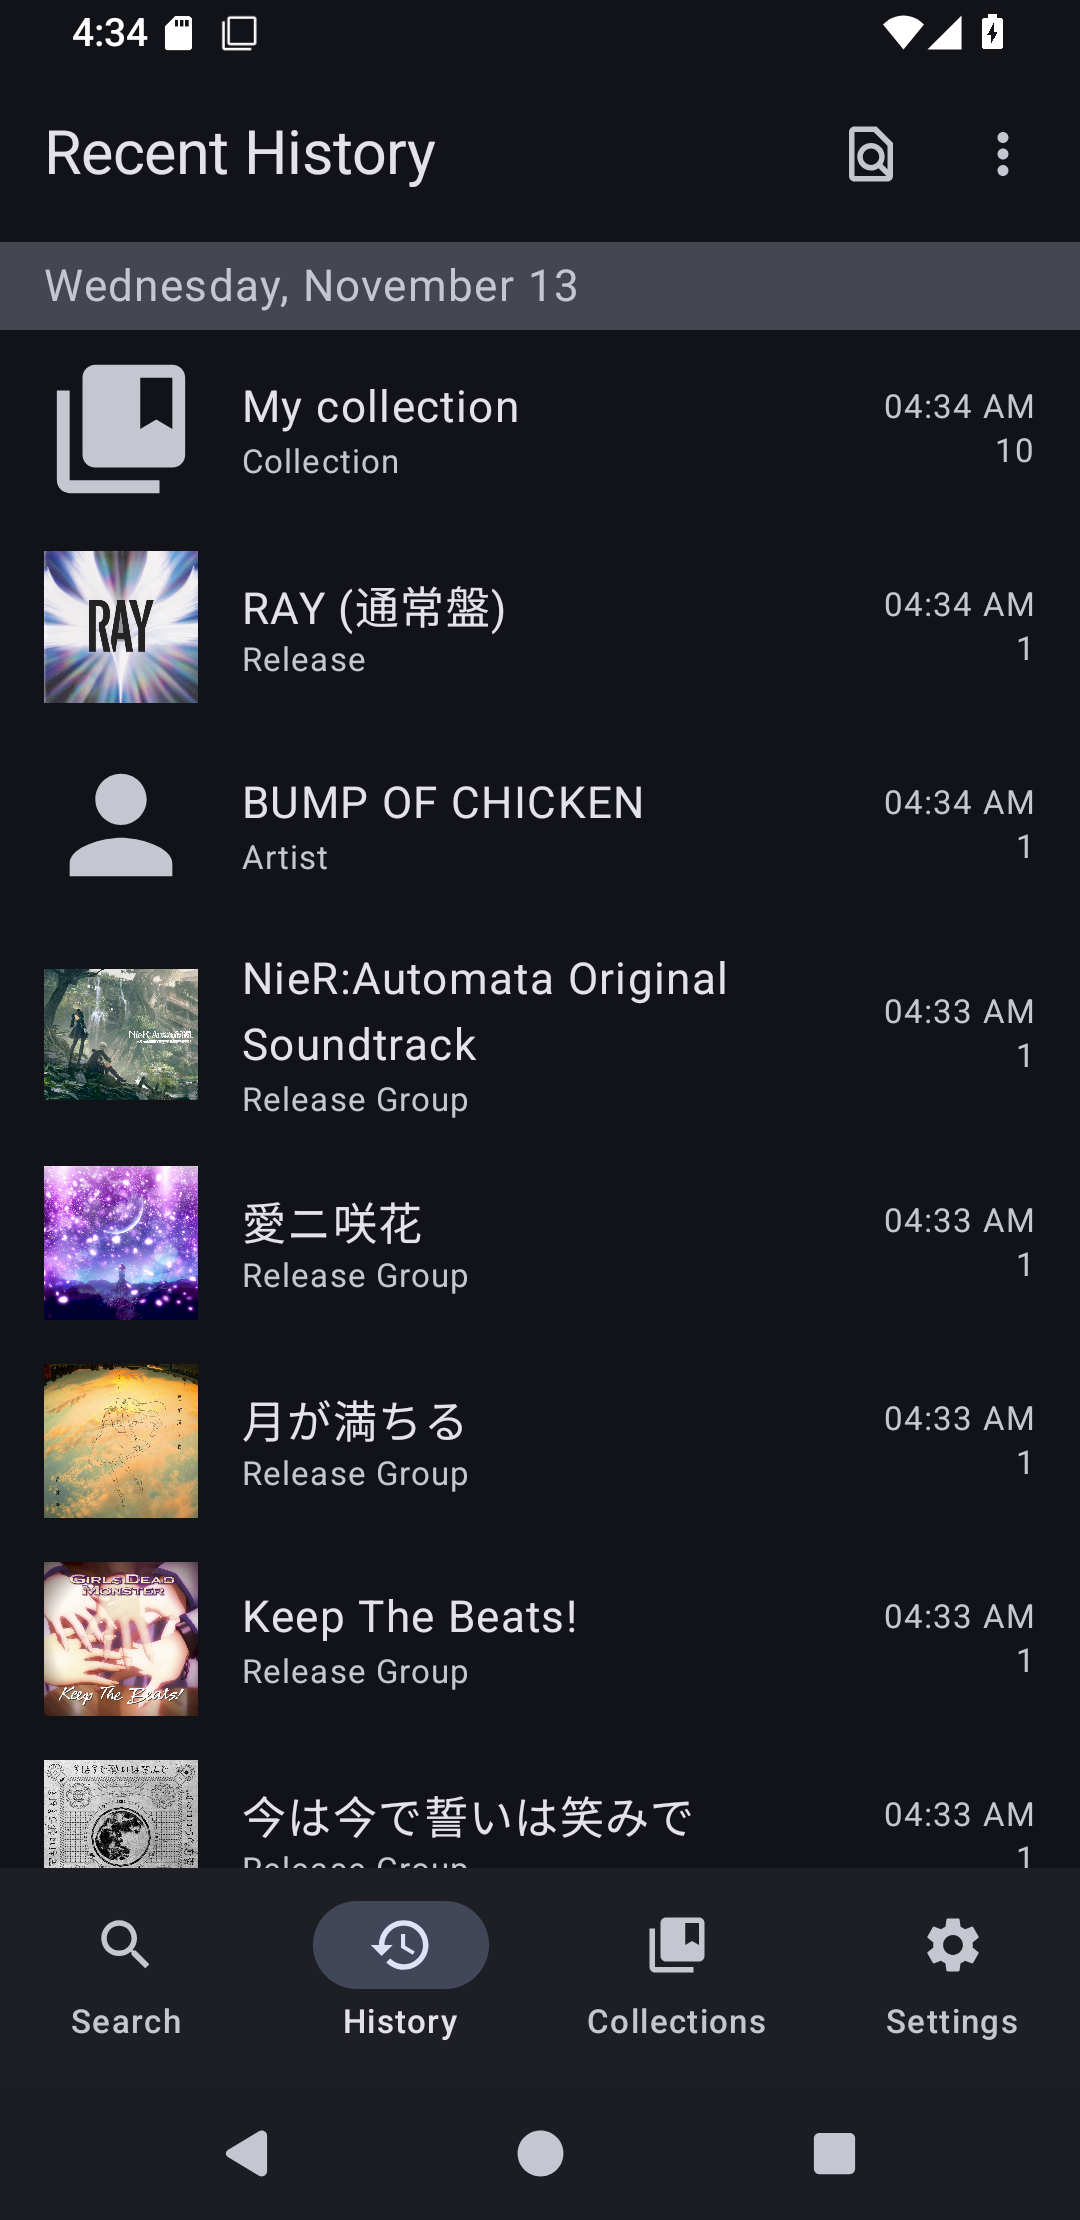 4:34
Recent History
Wednesday, November 13
My collection
Collection
04:34 AM
10
RAY
RAY (通常盤)
Release
04:34 AM
1
BUMP OF CHICKEN
Artist
04:34 AM
1
NieR:Automata Original
Soundtrack
Release Group
04:33 AM
1
愛ニ咲花
Release Group
04:33 AM
1
月が満ちる
Release Group
04:33 AM
1
GIRLS DEAD
MONSTER
Keep The Beats!
Keep The Beats!
Release Group
04:33 AM
1
今は今で誓いは笑みで
Release Group
04:33 AM
1
Search
History
Collections
Settings